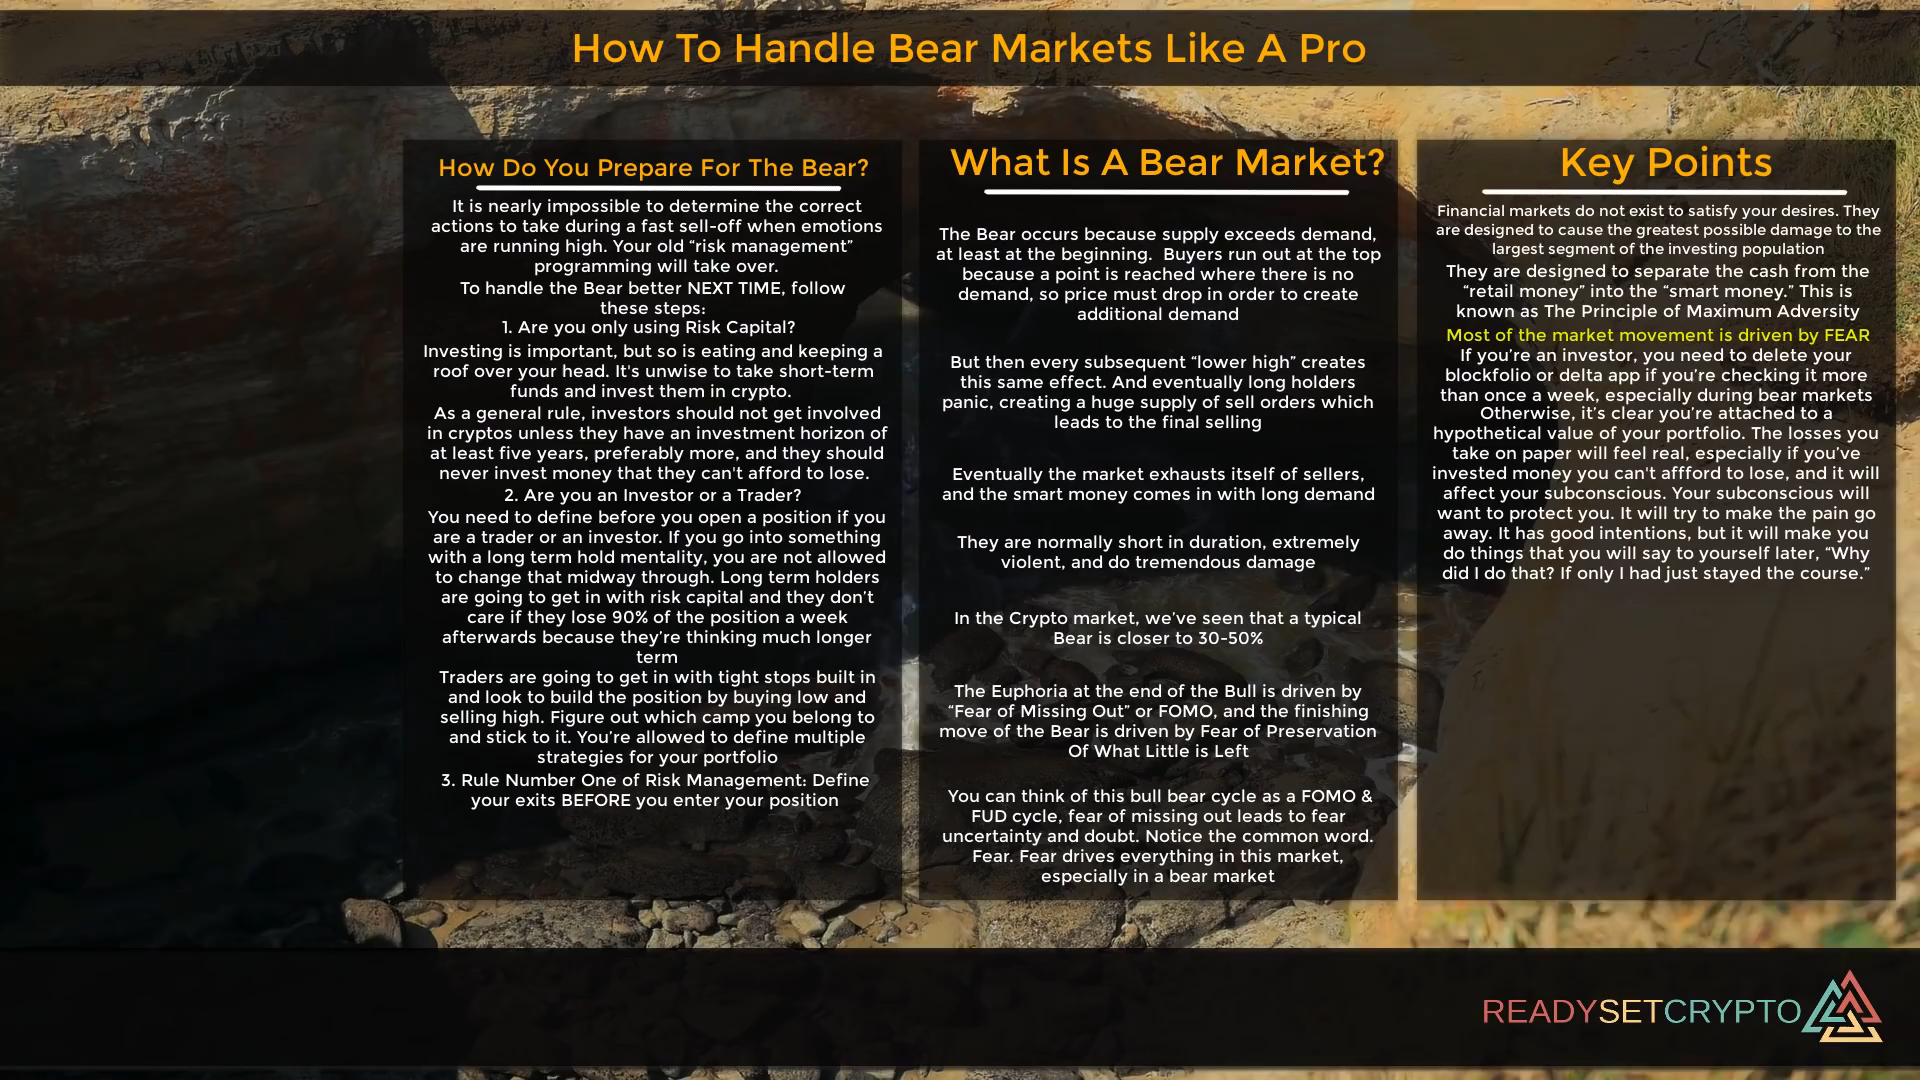 How To Handle Bear Markets Like A Pro
How Do You Prepare For The Bear?
It is nearly impossible to determine the correct
actions to take during a fast sell-off when emotions
are running high. Your old “risk management”
programming will take over.
To handle the Bear better NEXT TIME, follow
these steps:
1. Are you only using Risk Capital?
Investing is important, but so is eating and keeping a
roof over your head. It's unwise to take short-term
funds and invest them in crypto.
As a general rule, investors should not get involved
in cryptos unless they have an investment horizon of
at least five years, preferably more, and they should
never invest money that they can't afford to lose.
2. Are you an Investor or a Trader?
You need to define before you open a position if you
are a trader or an investor. If you go into something
with a long term hold mentality, you are not allowed
to change that midway through. Long term holders
are going to get in with risk capital and they don’t
care if they lose 90% of the position a week
afterwards because they’re thinking much longer
term
Traders are going to get in with tight stops built in
and look to build the position by buying low and
selling high. Figure out which camp you belong to
and stick to it. You’re allowed to define multiple
strategies for your portfolio
3. Rule Number One of Risk Management: Define
your exits BEFORE you enter your position
What Is A Bear Market?
The Bear occurs because supply exceeds demand,
at least at the beginning.  Buyers run out at the top
because a point is reached where there is no
demand, so price must drop in order to create
additional demand
But then every subsequent “lower high” creates
this same effect. And eventually long holders
panic, creating a huge supply of sell orders which
leads to the final selling
Eventually the market exhausts itself of sellers,
and the smart money comes in with long demand
They are normally short in duration, extremely
violent, and do tremendous damage
In the Crypto market, we’ve seen that a typical
Bear is closer to 30-50%
The Euphoria at the end of the Bull is driven by
“Fear of Missing Out” or FOMO, and the finishing
move of the Bear is driven by Fear of Preservation
Of What Little is Left
You can think of this bull bear cycle as a FOMO &
FUD cycle, fear of missing out leads to fear
uncertainty and doubt. Notice the common word.
Fear. Fear drives everything in this market,
especially in a bear market
Key Points
Financial markets do not exist to satisfy your desires. They
are designed to cause the greatest possible damage to the
largest segment of the investing population
They are designed to separate the cash from the
“retail money” into the “smart money.” This is
known as The Principle of Maximum Adversity
Most of the market movement is driven by FEAR
If you’re an investor, you need to delete your
blockfolio or delta app if you’re checking it more
than once a week, especially during bear markets
Otherwise, it’s clear you’re attached to a
hypothetical value of your portfolio. The losses you
take on paper will feel real, especially if you’ve
invested money you can't affford to lose, and it will
affect your subconscious. Your subconscious will
want to protect you. It will try to make the pain go
away. It has good intentions, but it will make you
do things that you will say to yourself later, “Why
did I do that? If only I had just stayed the course.”
READYSETCRYPTO